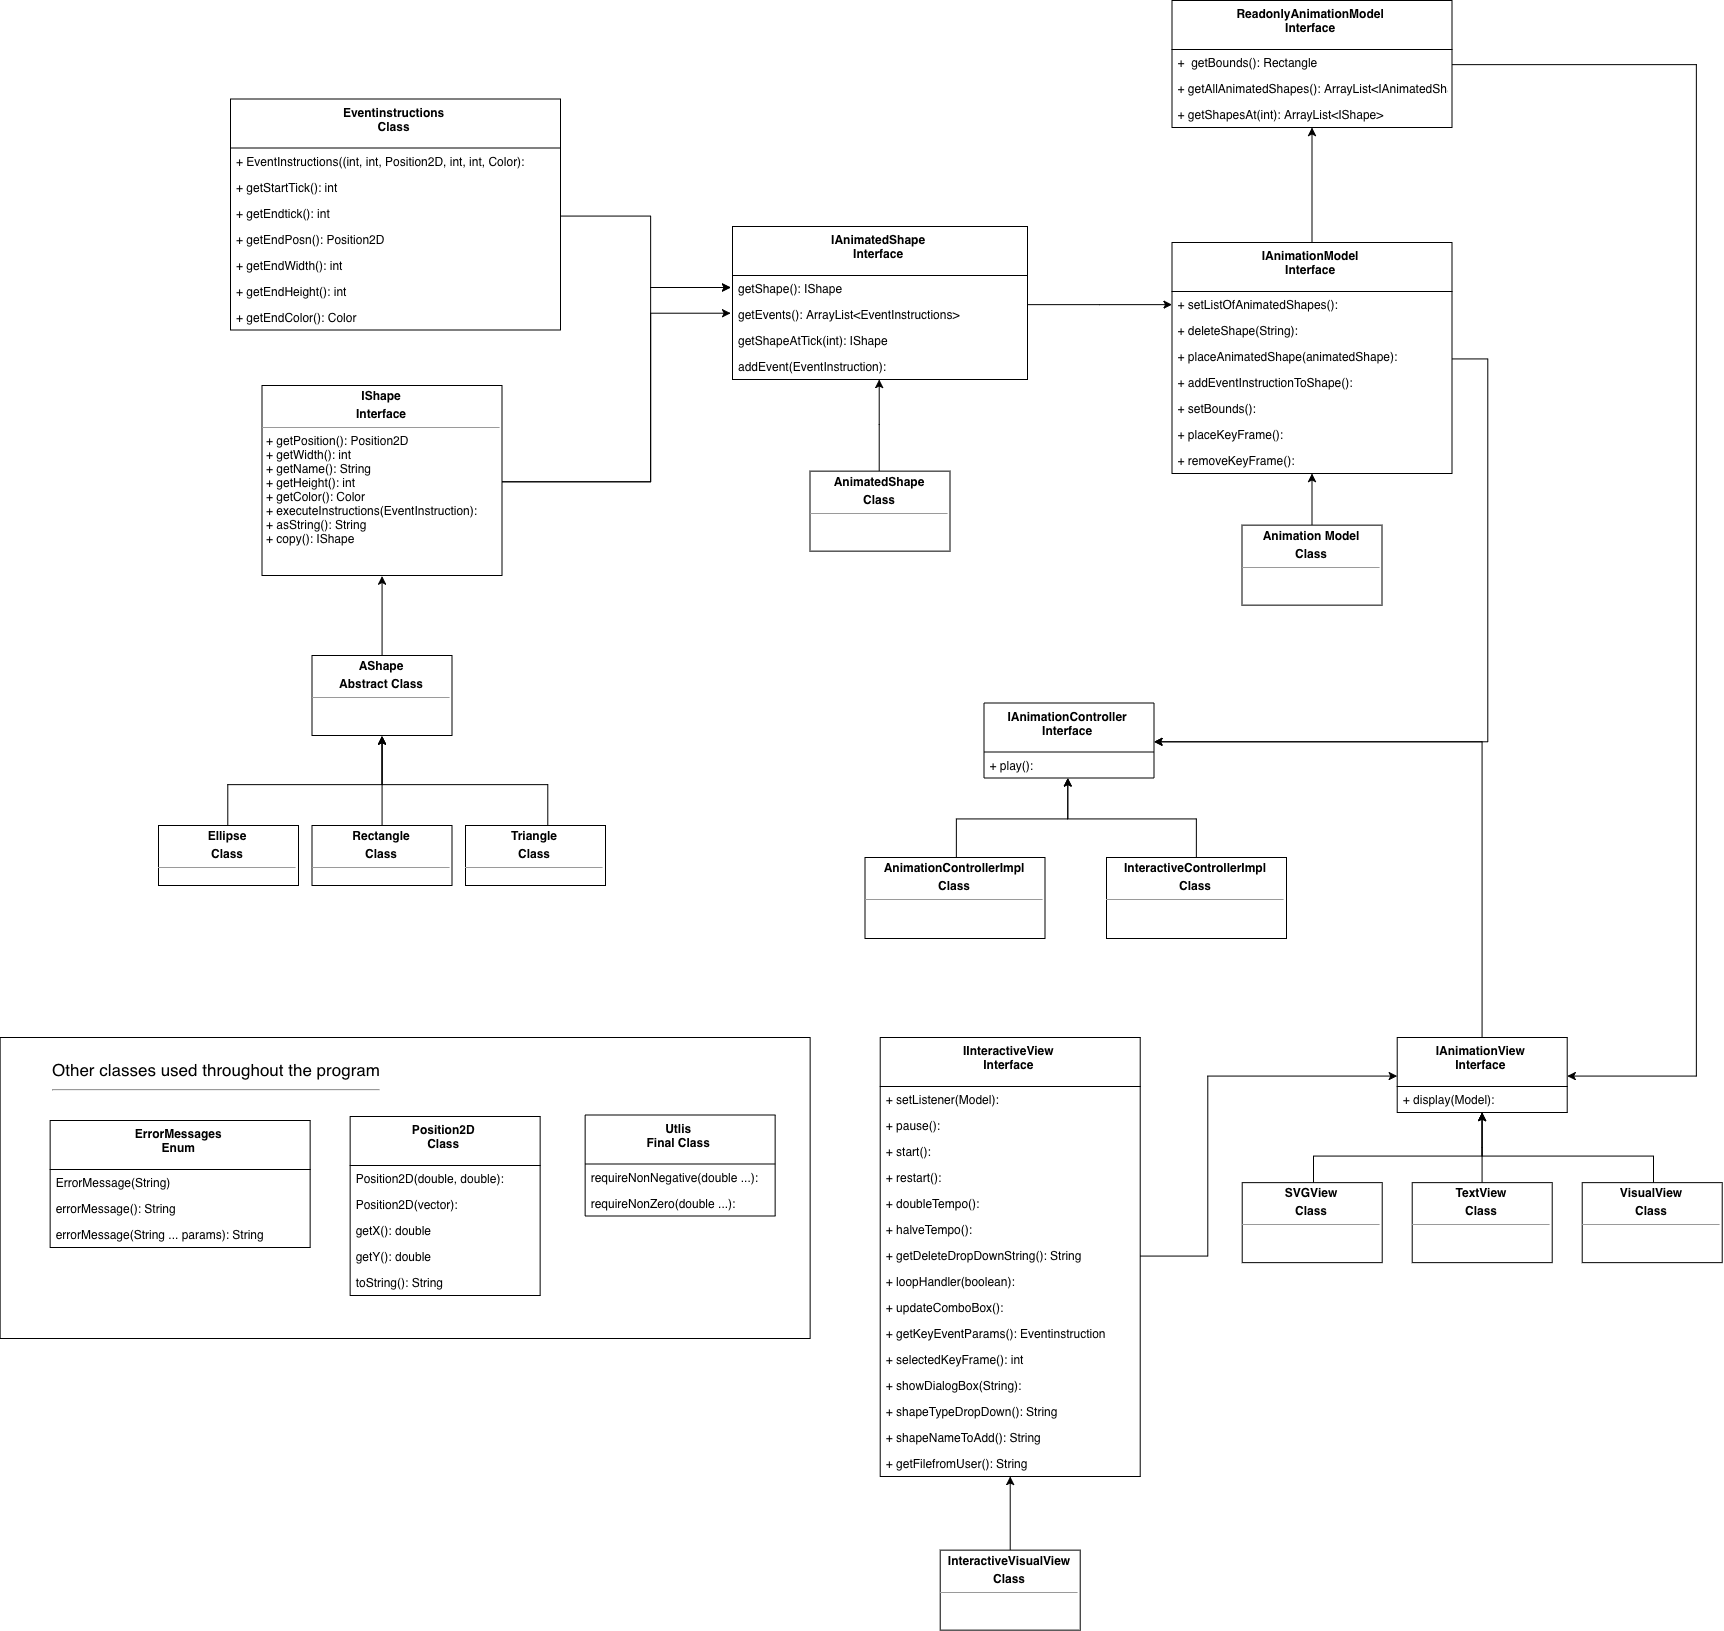 ReadonlyAnimationModel
Interface
+  getBounds(): Rectangle
+ getAllAnimatedShapes(): ArrayList<IAnimatedSh
+ getShapesAt(int): ArrayList<IShape>
Eventinstructions
Class
+ EventInstructions((int, int, Position2D, int, int, Color):
+ getStartTick(): int
+ getEndtick(): int
+ getEndPosn(): Position2D
+ getEndWidth(): int
+ getEndHeight(): int
+ getEndColor(): Color
IAnimatedShape
Interface
getShape(): IShape
getEvents(): ArrayList<EventInstructions>
getShapeAtTick(int): IShape
addEvent(EventInstruction):
IAnimationModel
Interface
+ setListOfAnimatedShapes():
+ deleteShape(String):
+ placeAnimatedShape(animatedShape):
+ addEventInstructionToShape():
+ setBounds():
+ placeKeyFrame():
+ removeKeyFrame():
IShape
Interface
+ getPosition(): Position2D
+ getWidth(): int
+ getName(): String
+ getHeight(): int
+ getColor(): Color
+ executeInstructions(EventInstruction):
+ asString(): String
+ copy(): IShape
AnimatedShape
Class
Animation Model
Class
AShape
Abstract Class
IAnimationController
Interface
+ play():
Ellipse
Class
Rectangle
Class
Triangle
Class
AnimationControllerImpl
Class
InteractiveControllerImpl
Class
Other classes used throughout the program
ErrorMessages
Enum
ErrorMessage(String)
errorMessage(): String
errorMessage(String ... params): String
Position2D
Class
Position2D(double, double):
Position2D(vector):
getX(): double
getY(): double
toString(): String
Utlis
Final Class
requireNonNegative(double ...):
requireNonZero(double ...):
IInteractiveView
Interface
+ setListener(Model):
+ pause():
+ start():
+ restart():
+ doubleTempo():
+ halveTempo():
+ getDeleteDropDownString(): String
+ loopHandler(boolean):
+ updateComboBox():
+ getKeyEventParams(): Eventinstruction
+ selectedKeyFrame(): int
+ showDialogBox(String):
+ shapeTypeDropDown(): String
+ shapeNameToAdd(): String
+ getFilefromUser(): String
IAnimationView
Interface
+ display(Model):
SVGView
Class
TextView
Class
VisualView
Class
InteractiveVisualView
Class